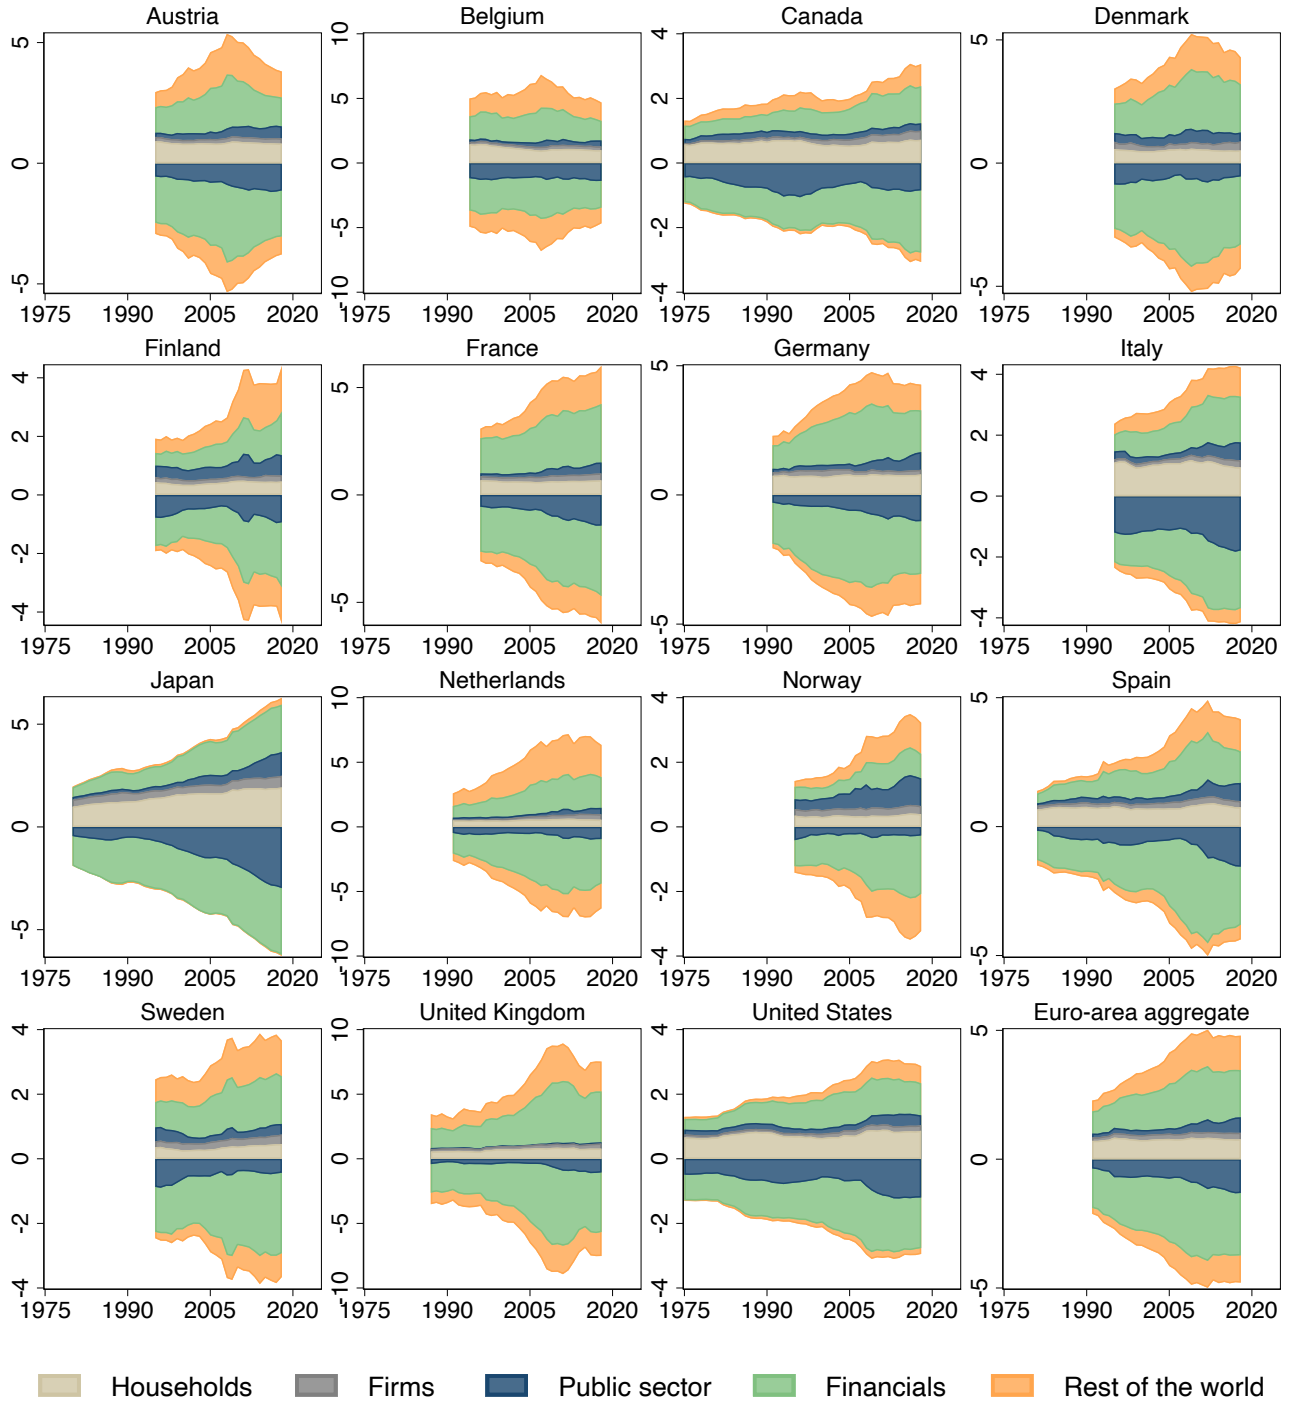 Austria Belgium Canada Denmark
5 10 4 5
5 2
0 0 0 0
-5 -2
-5 -10 -4 -5
1975 1990 2005 2020 1975 1990 2005 2020 1975 1990 2005 2020 1975 1990 2005 2020
Finland France Germany Italy
4 5 5 4
2 2
0 0 0 0
-2 -2
-4 -5 -5 -4
1975 1990 2005 2020 1975 1990 2005 2020 1975 1990 2005 2020 1975 1990 2005 2020
Japan Netherlands Norway Spain
5 10 4 5
5 2
0 0 0 0
-5 -2
-5 -10 -4 -5
1975 1990 2005 2020 1975 1990 2005 2020 1975 1990 2005 2020 1975 1990 2005 2020
Sweden United Kingdom United States Euro-area aggregate
4 10 4 5
2 5 2
0 0 0 0
-2 -5 -2
-4 -10 -4 -5
1975 1990 2005 2020 1975 1990 2005 2020 1975 1990 2005 2020 1975 1990 2005 2020
Households Firms Public sector Financials Rest of the world